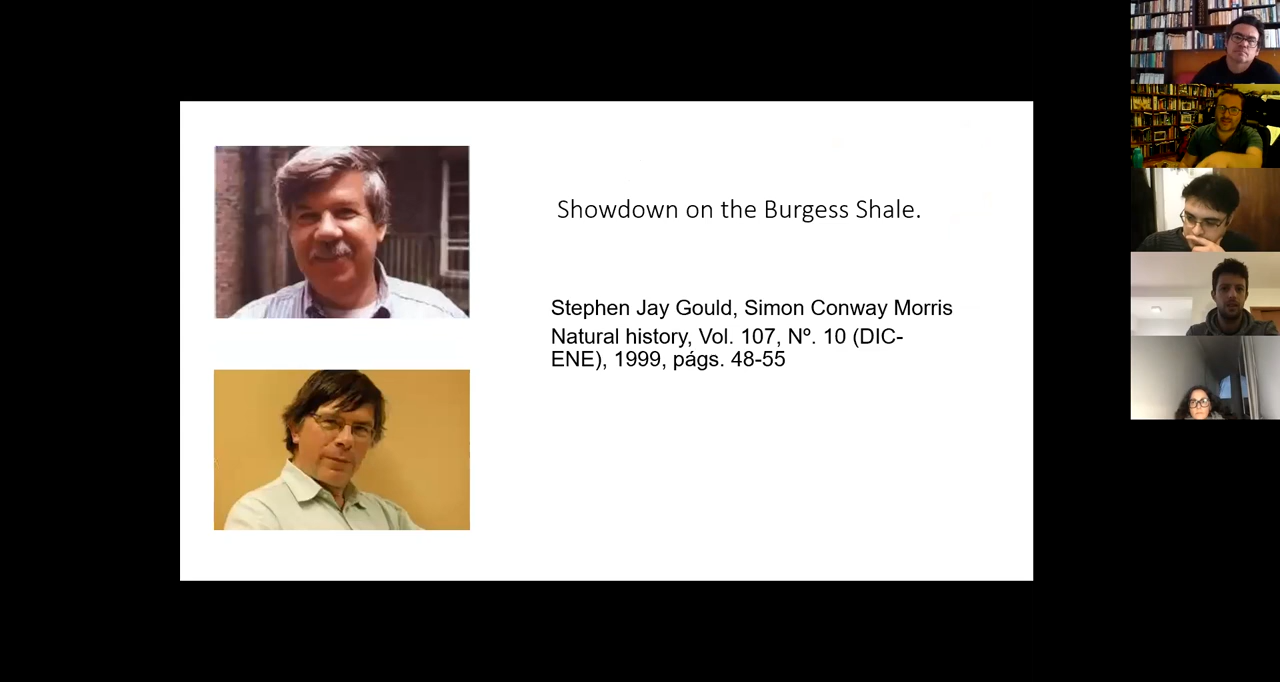 Showdown on the Burgess Shale.
Stephen Jay Gould, Simon Conway Morris
Natural history, Vol. 107, Nº. 10 (DIC-
ENE), 1999, págs. 48-55